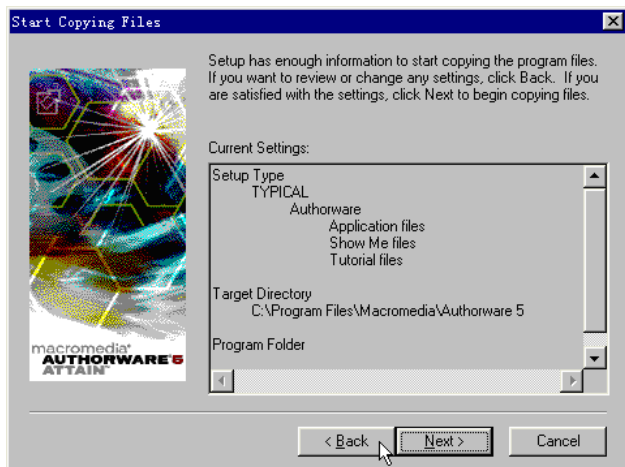 Start Copying Files
Setup has enough information to start copying the program files.
If you want to review or change any settings, click Back. If you
are satisfied with the settings, click Next to begin copying files.
Current Settings:
Setup Type
TYPICAL
Authorware
Application files
Show Me files
Tutorial files
Target Directory
C:\Program Files\Macromedia\Authorware 5
Program Folder
macromedia®
AUTHORWARE®5
ATTAIN™
< Back
Next >
Cancel